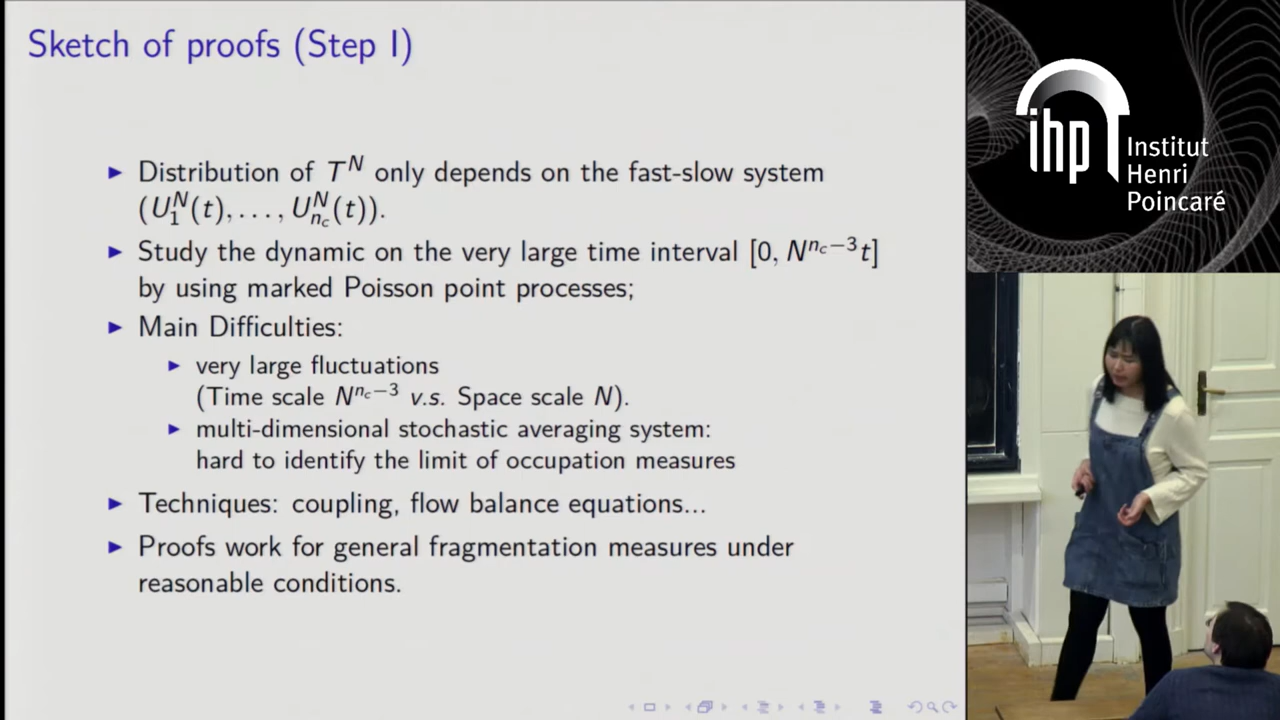 Sketch of proofs (Step I)
▶ Distribution of T^N only depends on the fast-slow system
(U_1^N(t), . . . , U_{n_c}^N(t)).
▶ Study the dynamic on the very large time interval [0, N^{n_c−3}t]
by using marked Poisson point processes;
▶ Main Difficulties:
▶ very large fluctuations
(Time scale N^{n_c−3} v.s. Space scale N).
▶ multi-dimensional stochastic averaging system:
hard to identify the limit of occupation measures
▶ Techniques: coupling, flow balance equations...
▶ Proofs work for general fragmentation measures under
reasonable conditions.
ihp
Institut
Henri
Poincaré